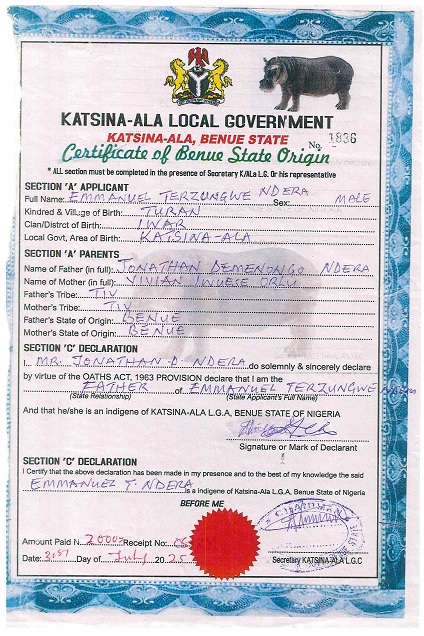 KATSINA-ALA LOCAL GOVERNMENT
KATSINA-ALA, BENUE STATE
No. 1836
Certificate of Benue State Origin
* ALL section must be completed in the presence of Secretary K/Ala L.G. Or his representative
SECTION 'A' APPLICANT
Full Name: EMMANUEL TERZUNGWE NDERA Sex: MALE
Kindred & Village of Birth: TURAN
Clan/Distrct of Birth: IWAR
Local Govt, Area of Birth: KATSINA-ALA
SECTION 'A' PARENTS
Name of Father (in full): JONATHAN DEMENONGO NDERA
Name of Mother (in full): VIVIAN IWUESE ORLU
Father's Tribe: TIV
Mother's Tribe: TIV
Father's State of Origin: BENUE
Mother's State of Origin: BENUE
SECTION 'C' DECLARATION
I... MR. JONATHAN D. NDERA do solemnly & sincerely declare
by virtue of the OATHS ACT, 1963 PROVISION declare that I am the
FATHER of EMMANUEL TERZUNGWE NDERA
(State Relationship) (State Applicant's Full Name)
And that he/she is an indigene of KATSINA-ALA L.G.A, BENUE STATE OF NIGERIA
Signature or Mark of Declarant
SECTION 'C' DECLARATION
I Certify that the above declaration has been made in my presence and to the best of my knowledge the said
EMMANUEL T. NDERA is a indigene of Katsina-Ala L.G.A, Benue State of Nigeria
BEFORE ME
Amount Paid N Receipt No:
Date: Day of July 20
Secretary KATSINA-ALA L.G.C